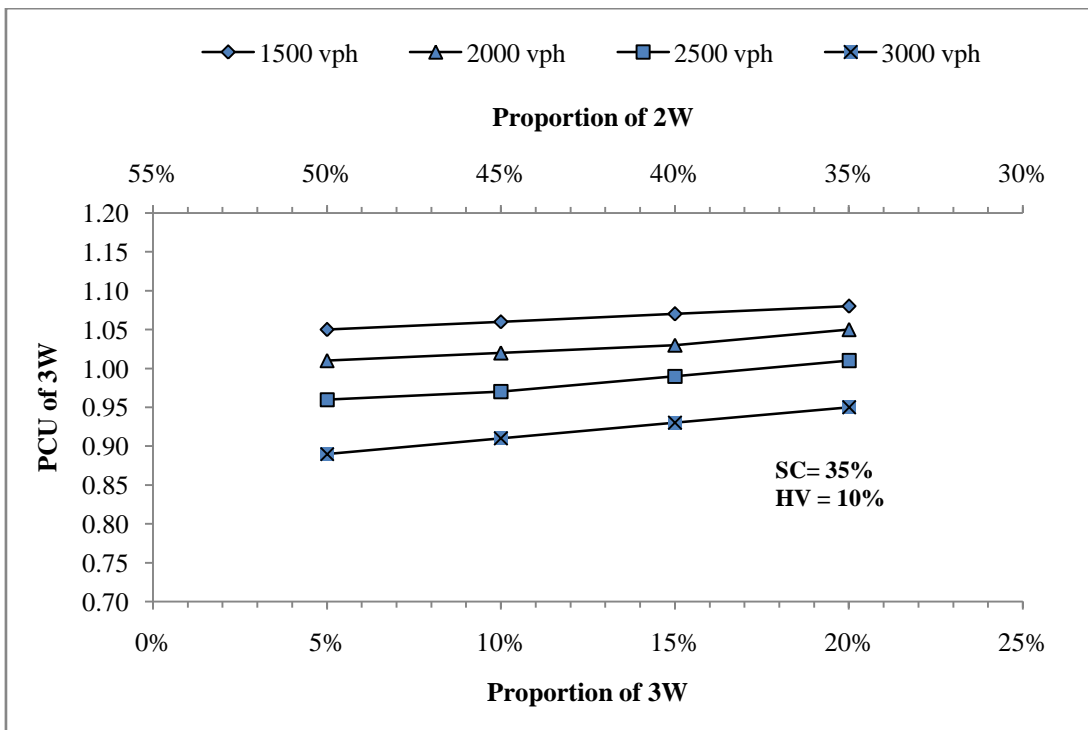 1500 vph 2000 vph 2500 vph 3000 vph
Proportion of 2W
55% 50% 45% 40% 35% 30%
1.20
1.15
1.10
1.05
1.00
0.95
0.90
0.85
0.80
0.75
0.70
PCU of 3W
SC= 35%
HV = 10%
0% 5% 10% 15% 20% 25%
Proportion of 3W